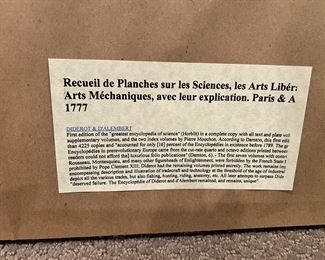 Recueil de Planches sur les Sciences, les Arts Libér
Arts Méchaniques, avec leur explication. Paris & A
1777
DIDEROT & D'ALEMBERT
First edition of the "greatest encyclopedia of science" (Horblit) in a complete copy with all text and plate vol
supplementary volumes, and the two index volumes by Pierre Mouchon. According to Darnton, this first edit
than 4225 copies and "accounted for only [16] percent of the Encyclopédies in existence before 1789. The gr
Encyclopédies in prerevolutionary Europe came from the cut-rate quarto and octavo editions printed between
readers could not afford the] luxurious folio publications" (Darnton, 6). - The first seven volumes with conten
Rousseau, Montesquieu, and many other figureheads of Enlightenment, were forbidden by the French State I
prohibited by Pope Clement XIII; Diderot had the remaining volumes printed secretly. The work remains one
encompassing description and illustration of tradecraft and technology at the threshold of the age of industrial
depict all the various trades, but also fishing, hunting, riding, anatomy, etc. All later attempts to surpass Dide
"deserved failure. The Encyclopédie of Diderot and d'Alembert remained, and remains, unique"